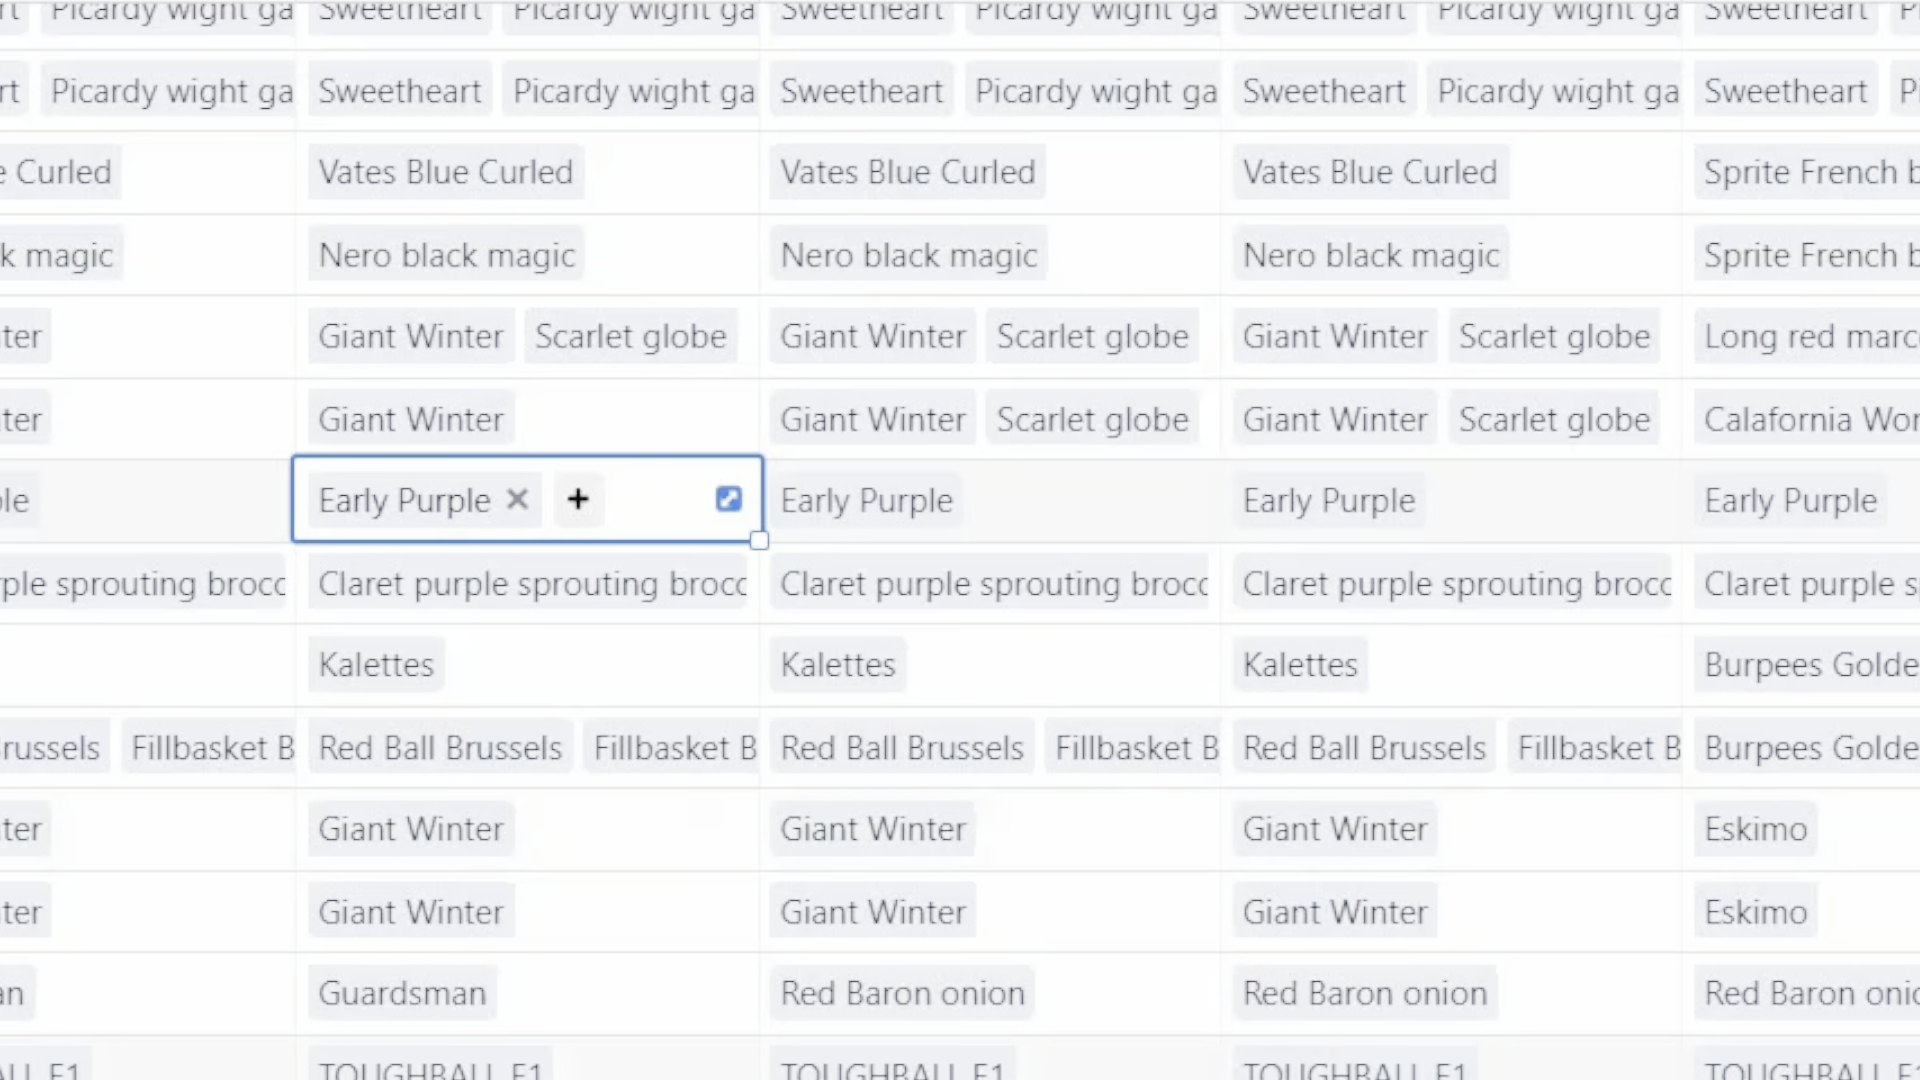 Sweetheart Picardy wight ga Sweetheart Picardy wight ga Sweetheart Picardy wight ga Sweetheart
rt Picardy wight ga Sweetheart Picardy wight ga Sweetheart Picardy wight ga Sweetheart Picardy wight ga Sweetheart P
e Curled Vates Blue Curled Vates Blue Curled Vates Blue Curled Sprite French b
k magic Nero black magic Nero black magic Nero black magic Sprite French b
ter Giant Winter Scarlet globe Giant Winter Scarlet globe Giant Winter Scarlet globe Long red marc
ter Giant Winter Giant Winter Scarlet globe Giant Winter Scarlet globe Calafornia Wor
le Early Purple Early Purple Early Purple Early Purple
ple sprouting brocc Claret purple sprouting brocc Claret purple sprouting brocc Claret purple sprouting brocc Claret purple s
Kalettes Kalettes Kalettes Burpees Golde
russels Fillbasket B Red Ball Brussels Fillbasket B Red Ball Brussels Fillbasket B Red Ball Brussels Fillbasket B Burpees Golde
ter Giant Winter Giant Winter Giant Winter Eskimo
ter Giant Winter Giant Winter Giant Winter Eskimo
an Guardsman Red Baron onion Red Baron onion Red Baron onio
ALL F1 TOUGHBALL F1 TOUGHBALL F1 TOUGHBALL F1 TOUGHBALL F1